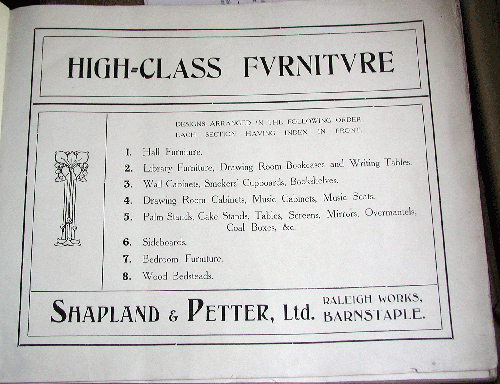 HIGH-CLASS FVRNITVRE
DESIGNS ARRANGED IN THE FOLLOWING ORDER
EACH SECTION HAVING INDEX IN FRONT.
1. Hall Furniture.
2. Library Furniture, Drawing Room Bookcases and Writing Tables.
3. Wall Cabinets, Smokers' Cupboards, Bookshelves.
4. Drawing Room Cabinets, Music Cabinets, Music Seats.
5. Palm Stands, Cake Stands, Tables, Screens, Mirrors, Overmantels,
Coal Boxes, &c.
6. Sideboards.
7. Bedroom Furniture.
8. Wood Bedsteads.
SHAPLAND & PETTER, Ltd. RALEIGH WORKS,
BARNSTAPLE.